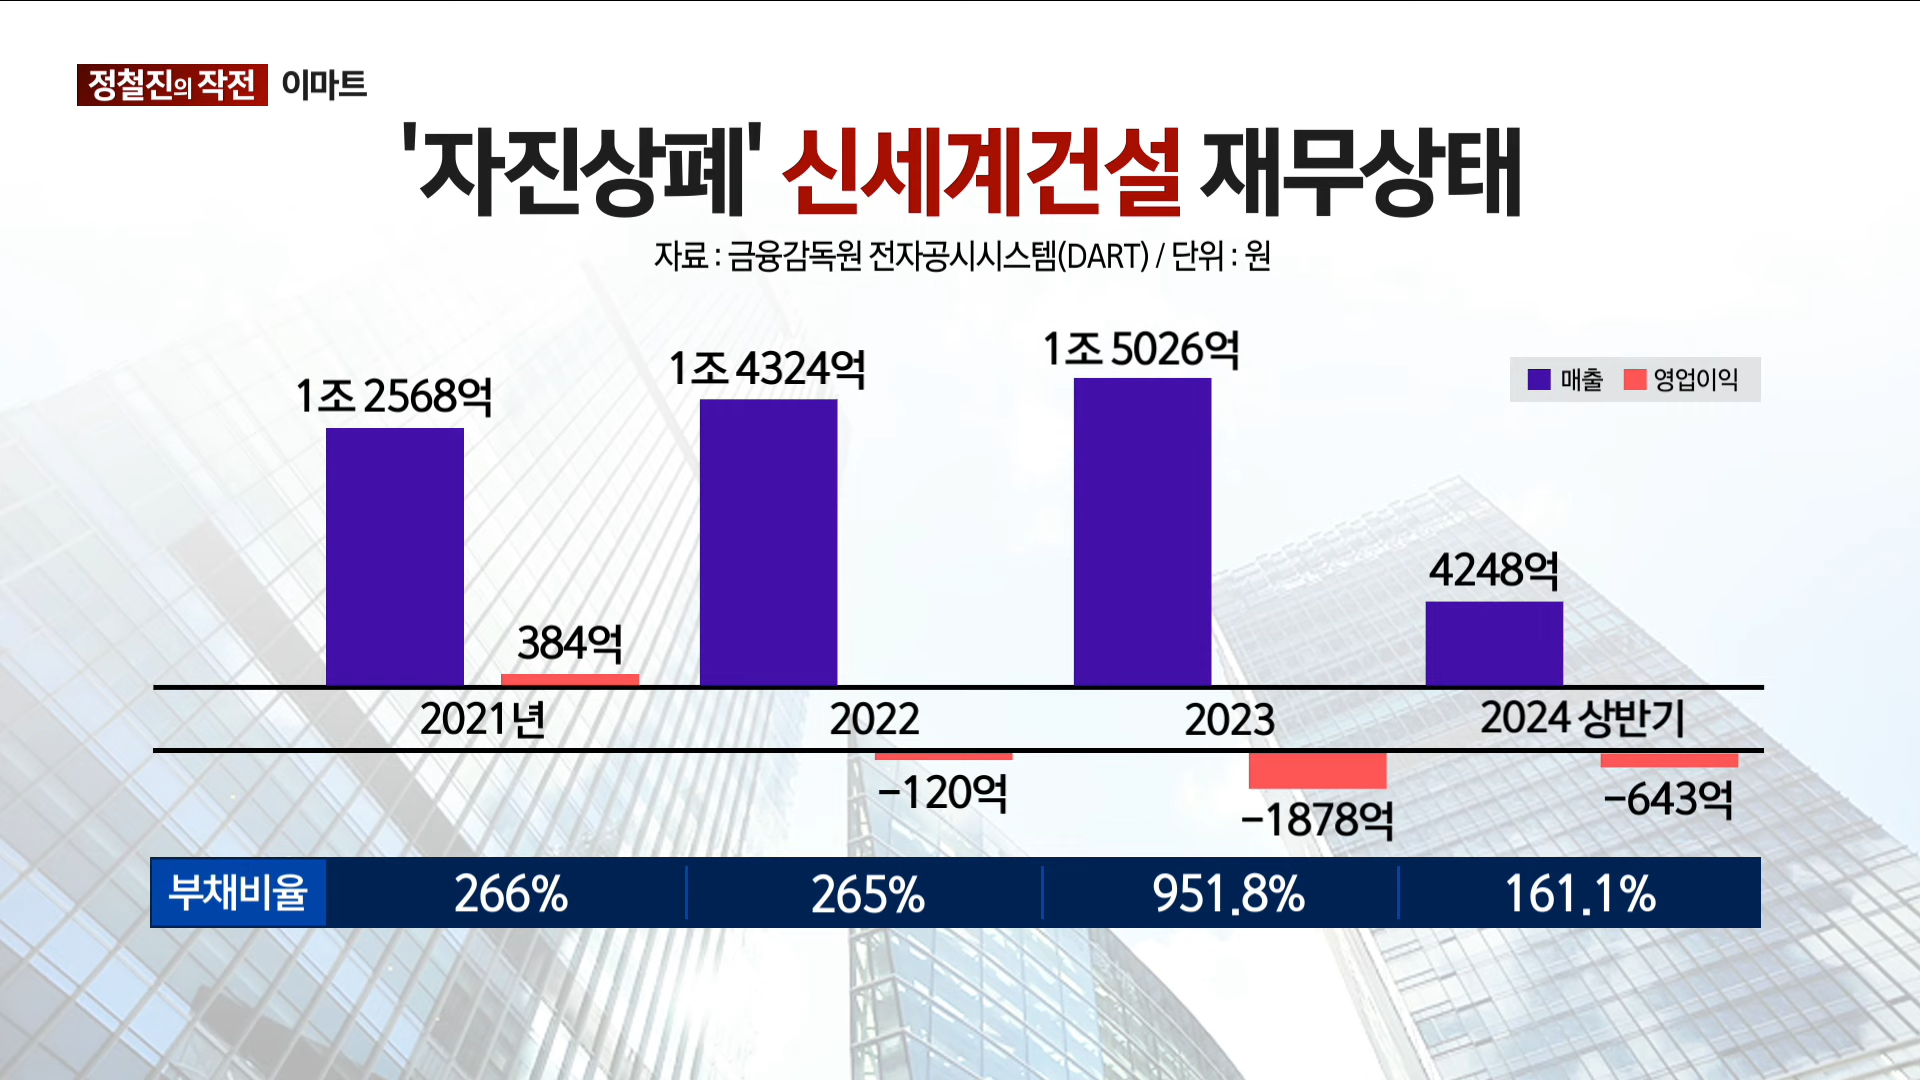 정철진의 작전 이마트
'자진상폐' 신세계건설 재무상태
자료 : 금융감독원 전자공시시스템(DART) / 단위 : 원
1조 2568억 1조 4324억 1조 5026억 4248억
매출 영업이익
384억
2021년 2022 2023 2024 상반기
-120억 -1878억 -643억
부채비율 266% 265% 951.8% 161.1%